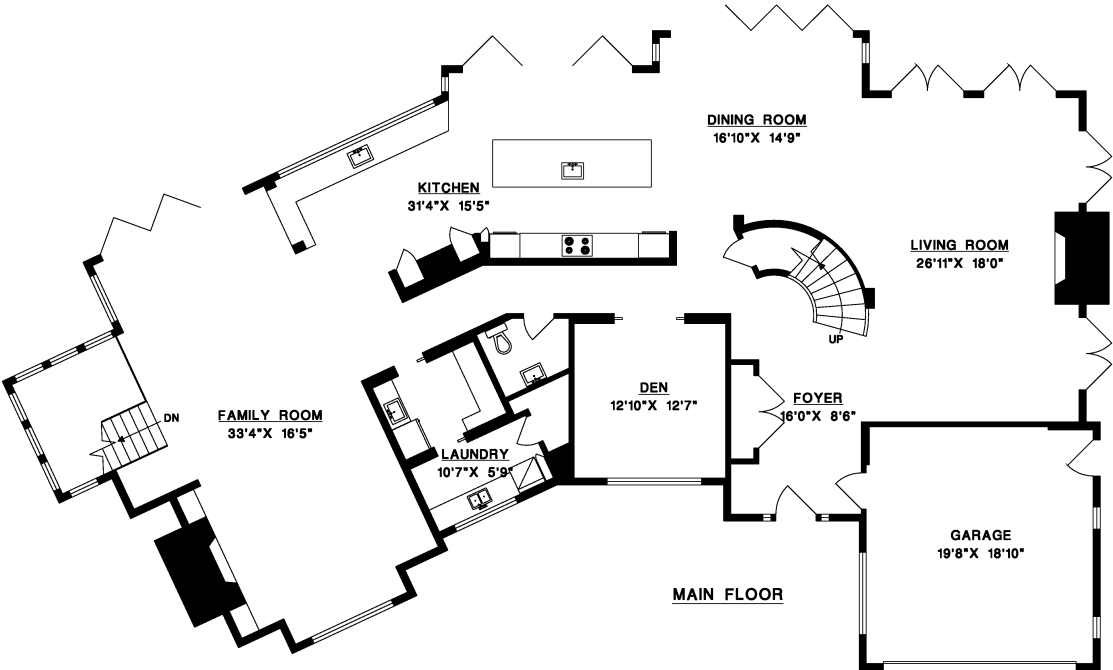 DINING ROOM
16'10"X 14'9"
KITCHEN
31'4"X 15'5"
LIVING ROOM
26'11"X 18'0"
UP
DEN
12'10"X 12'7"
FOYER
16'0"X 8'6"
FAMILY ROOM
33'4"X 16'5"
DN
LAUNDRY
10'7"X 5'9"
GARAGE
19'8"X 18'10"
MAIN FLOOR